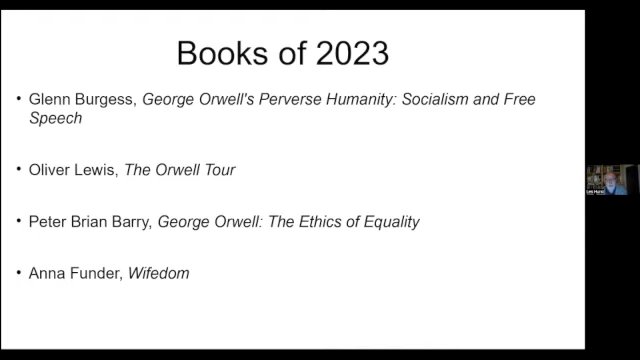 Books of 2023
• Glenn Burgess, George Orwell's Perverse Humanity: Socialism and Free
Speech
• Oliver Lewis, The Orwell Tour
• Peter Brian Barry, George Orwell: The Ethics of Equality
• Anna Funder, Wifedom